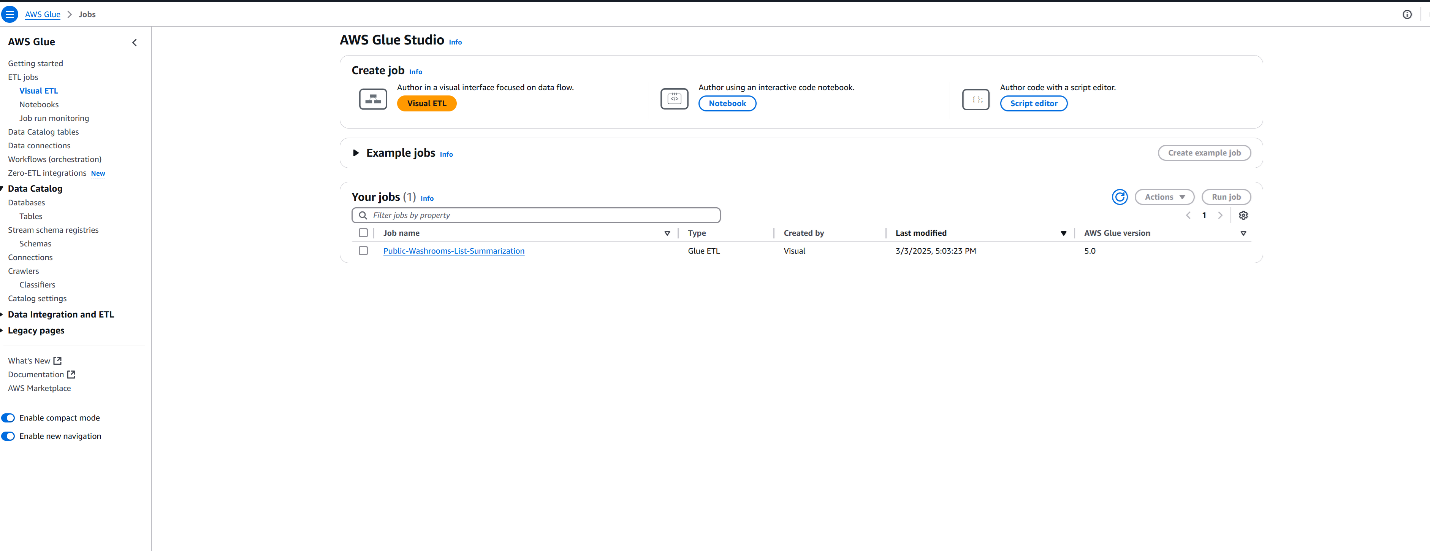 AWS Glue > Jobs
AWS Glue
Getting started
ETL jobs
Visual ETL
Notebooks
Job run monitoring
Data Catalog tables
Data connections
Workflows (orchestration)
Zero-ETL integrations New
Data Catalog
Databases
Tables
Stream schema registries
Schemas
Connections
Crawlers
Classifiers
Catalog settings
Data Integration and ETL
Legacy pages
What's New
Documentation
AWS Marketplace
Enable compact mode
Enable new navigation
AWS Glue Studio Info
Create job Info
Author in a visual interface focused on data flow.
Visual ETL
Author using an interactive code notebook.
Notebook
Author code with a script editor.
Script editor
Example jobs Info
Create example job
Your jobs (1) Info
Actions
Run job
Filter jobs by property
1
Job name Type Created by Last modified AWS Glue version
Public-Washrooms-List-Summarization Glue ETL Visual 3/3/2025, 5:03:23 PM 5.0